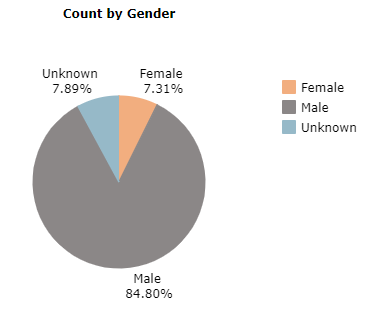 Count by Gender
Unknown
7.89%
Female
7.31%
Female
Male
Unknown
Male
84.80%